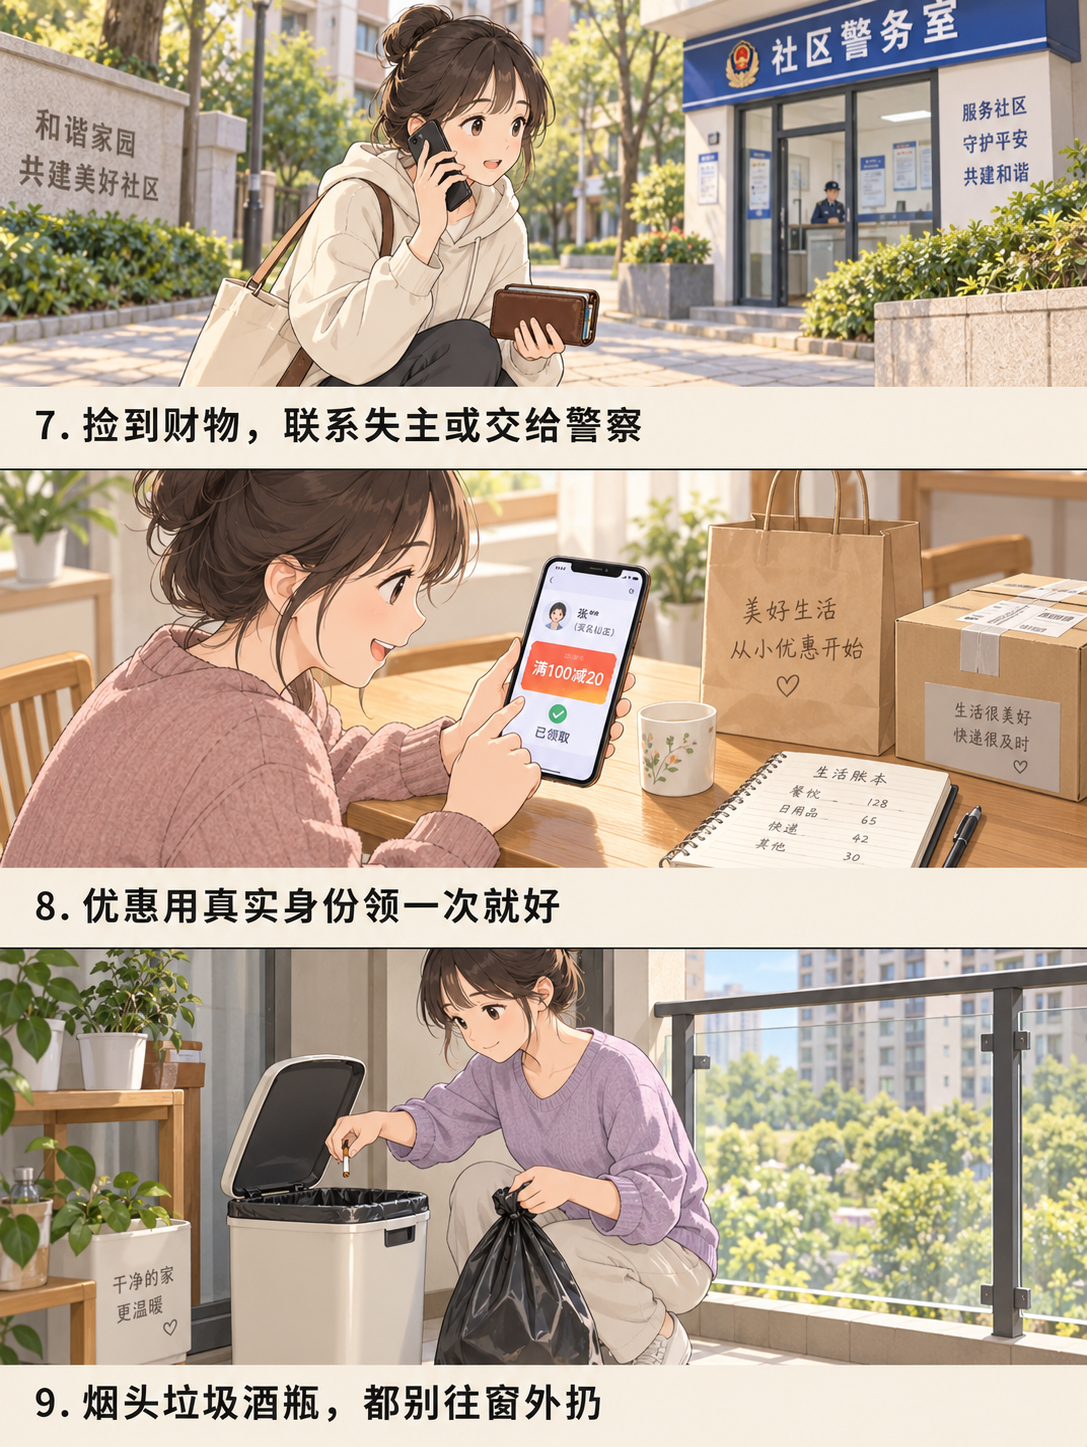 和谐家园
共建美好社区
社区警务室
服务社区
守护平安
共建和谐
7. 捡到财物，联系失主或交给警察
张
满100减20
已领取
美好生活
从小优惠开始
生活很美好
快递很及时
生活账本
餐饮 128
日用品 65
快递 42
其他 30
8. 优惠用真实身份领一次就好
干净的家
更温暖
9. 烟头垃圾酒瓶，都别往窗外扔